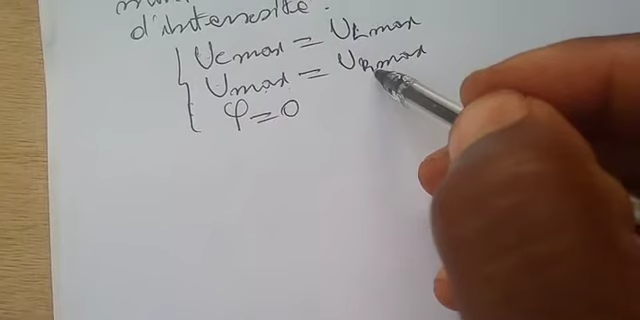 d'intensité.
Ucmax = ULmax
Umax = URmax
φ = 0